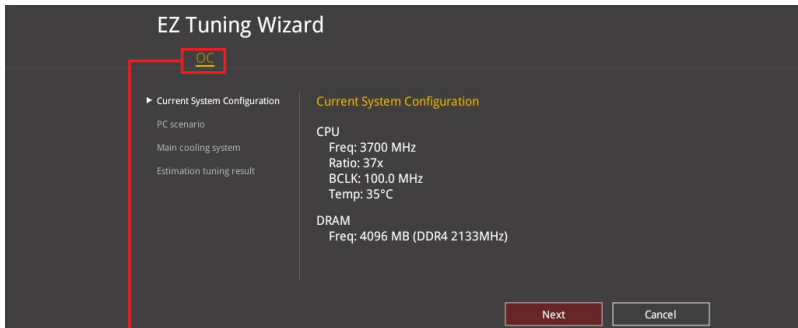 EZ Tuning Wizard
OC
Current System Configuration
PC scenario
Main cooling system
Estimation tuning result
Current System Configuration
CPU
Freq: 3700 MHz
Ratio: 37x
BCLK: 100.0 MHz
Temp: 35°C
DRAM
Freq: 4096 MB (DDR4 2133MHz)
Next
Cancel